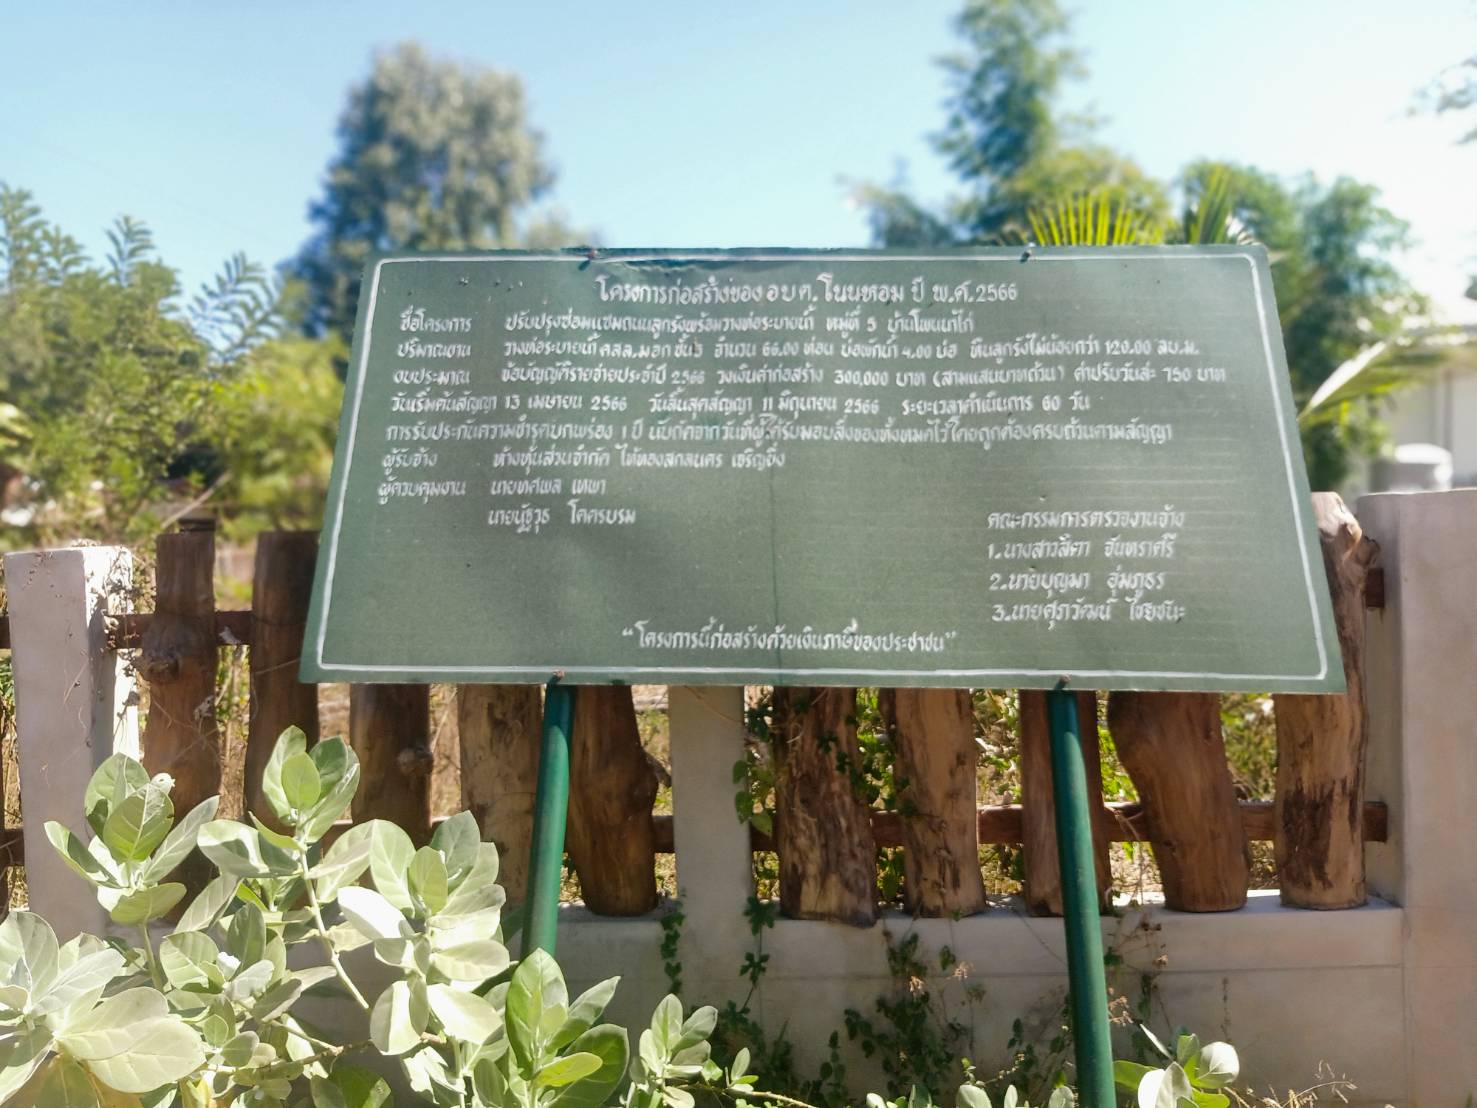 โครงการก่อสร้างของ อบต. โนนหอม ปี พ.ศ. 2566
ชื่อโครงการ ปรับปรุงซ่อมแซมถนนลูกรังพร้อมวางท่อระบายน้ำ หมู่ที่ 5 บ้านโพนนาไก่
ปริมาณงาน วางท่อระบายน้ำ คสล.มอก ชั้น3 จำนวน 66.00 ท่อน บ่อพักน้ำ 4.00 บ่อ หินลูกรังไม่น้อยกว่า 120.00 ลบ.ม.
งบประมาณ ข้อบัญญัติรายจ่ายประจำปี 2566 วงเงินค่าก่อสร้าง 300,000 บาท (สามแสนบาทถ้วน) ค่าปรับวันละ 750 บาท
วันเริ่มต้นสัญญา 13 เมษายน 2566 วันสิ้นสุดสัญญา 11 มิถุนายน 2566 ระยะเวลาดำเนินการ 60 วัน
การรับประกันความชำรุดบกพร่อง 1 ปี นับถัดจากวันที่ผู้ได้รับมอบสิ่งของทั้งหมดไว้โดยถูกต้องครบถ้วนตามสัญญา
ผู้รับจ้าง ห้างหุ้นส่วนจำกัด ไท้ทองสกลนคร เจริญยิ่ง
ผู้ควบคุมงาน นายทศพล เทพา
นายนัฐวุธ โคตรบรม
คณะกรรมการตรวจงานจ้าง
1.นางสาวสิตา จันทราศรี
2.นายบุญมา อุ่มภูธร
3.นายศุภวัฒน์ ไชยชนะ
"โครงการนี้ก่อสร้างด้วยเงินภาษีของประชาชน"